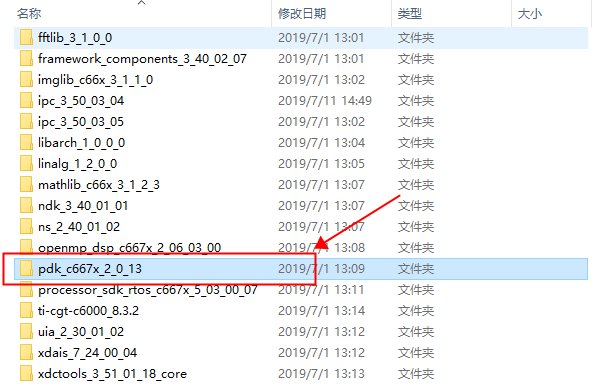 名称 修改日期 类型 大小
fftlib_3_1_0_0 2019/7/1 13:01 文件夹
framework_components_3_40_02_07 2019/7/1 13:01 文件夹
imglib_c66x_3_1_1_0 2019/7/1 13:02 文件夹
ipc_3_50_03_04 2019/7/11 14:49 文件夹
ipc_3_50_03_05 2019/7/1 13:02 文件夹
libarch_1_0_0_0 2019/7/1 13:04 文件夹
linalg_1_2_0_0 2019/7/1 13:05 文件夹
mathlib_c66x_3_1_2_3 2019/7/1 13:07 文件夹
ndk_3_40_01_01 2019/7/1 13:07 文件夹
ns_2_40_01_02 2019/7/1 13:07 文件夹
openmp_dsp_c667x_2_06_03_00 2019/7/1 13:08 文件夹
pdk_c667x_2_0_13 2019/7/1 13:09 文件夹
processor_sdk_rtos_c667x_5_03_00_07 2019/7/1 13:11 文件夹
ti-cgt-c6000_8.3.2 2019/7/1 13:14 文件夹
uia_2_30_01_02 2019/7/1 13:12 文件夹
xdais_7_24_00_04 2019/7/1 13:12 文件夹
xdctools_3_51_01_18_core 2019/7/1 13:13 文件夹